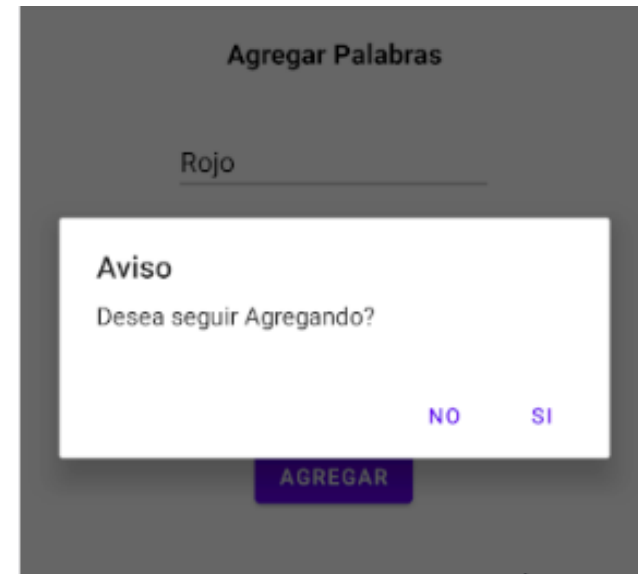 Agregar Palabras
Rojo
Aviso
Desea seguir Agregando?
NO SI
AGREGAR